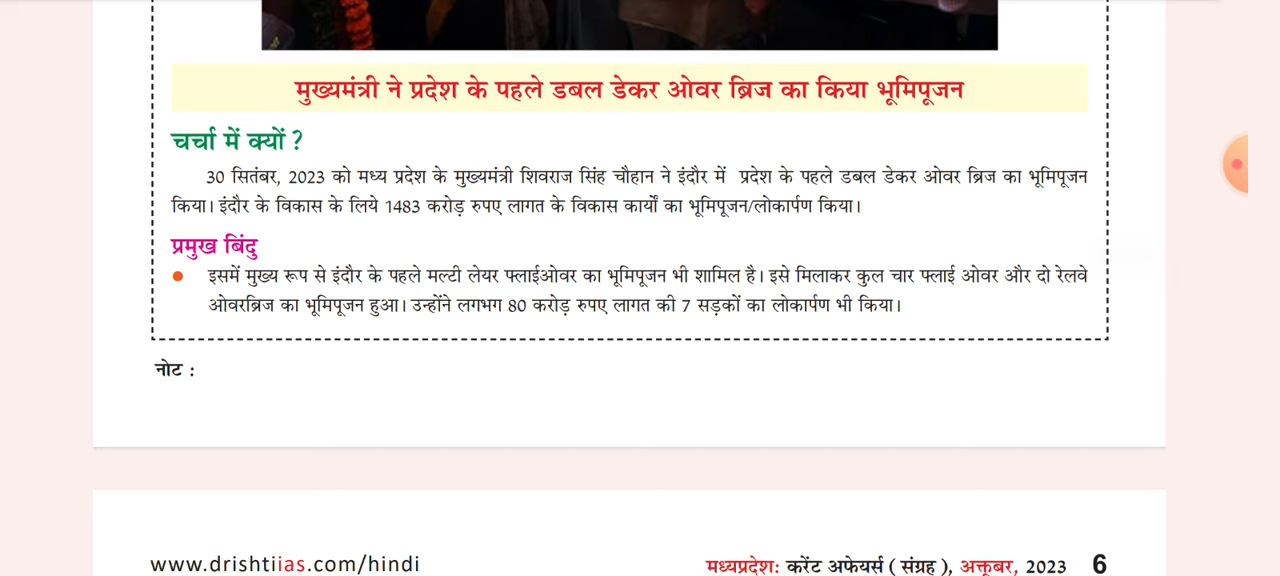 मुख्यमंत्री ने प्रदेश के पहले डबल डेकर ओवर ब्रिज का किया भूमिपूजन
चर्चा में क्यों ?
30 सितंबर, 2023 को मध्य प्रदेश के मुख्यमंत्री शिवराज सिंह चौहान ने इंदौर में प्रदेश के पहले डबल डेकर ओवर ब्रिज का भूमिपूजन
किया। इंदौर के विकास के लिये 1483 करोड़ रुपए लागत के विकास कार्यों का भूमिपूजन/लोकार्पण किया।
प्रमुख बिंदु
● इसमें मुख्य रूप से इंदौर के पहले मल्टी लेयर फ्लाईओवर का भूमिपूजन भी शामिल है। इसे मिलाकर कुल चार फ्लाई ओवर और दो रेलवे
ओवरब्रिज का भूमिपूजन हुआ। उन्होंने लगभग 80 करोड़ रुपए लागत की 7 सड़कों का लोकार्पण भी किया।
नोट :
www.drishtiias.com/hindi
मध्यप्रदेश: करेंट अफेयर्स ( संग्रह ), अक्तूबर, 2023 6